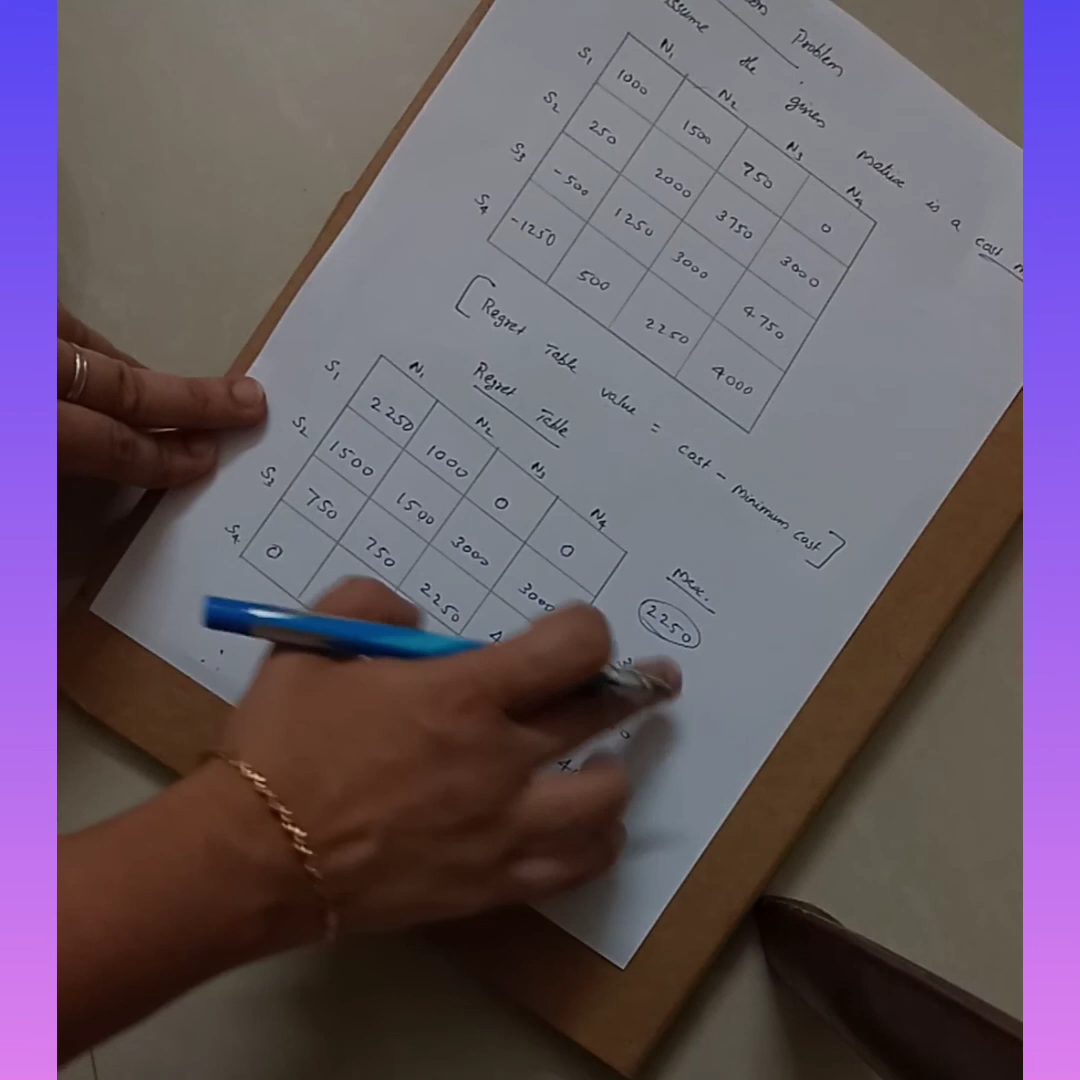 Problem
the given Matrix is a cost
N1 N2 N3 N4
S1 1000 1500 750 0
S2 250 2000 3750 3000
S3 -500 1250 3000 4750
S4 -1250 500 2250 4000
[Regret Table value = cost - minimum cost]
Regret Table
N1 N2 N3 N4 Max.
S1 2250 1000 0 0 2250
S2 1500 1500 3000 3000
S3 750 750 2250
S4 0